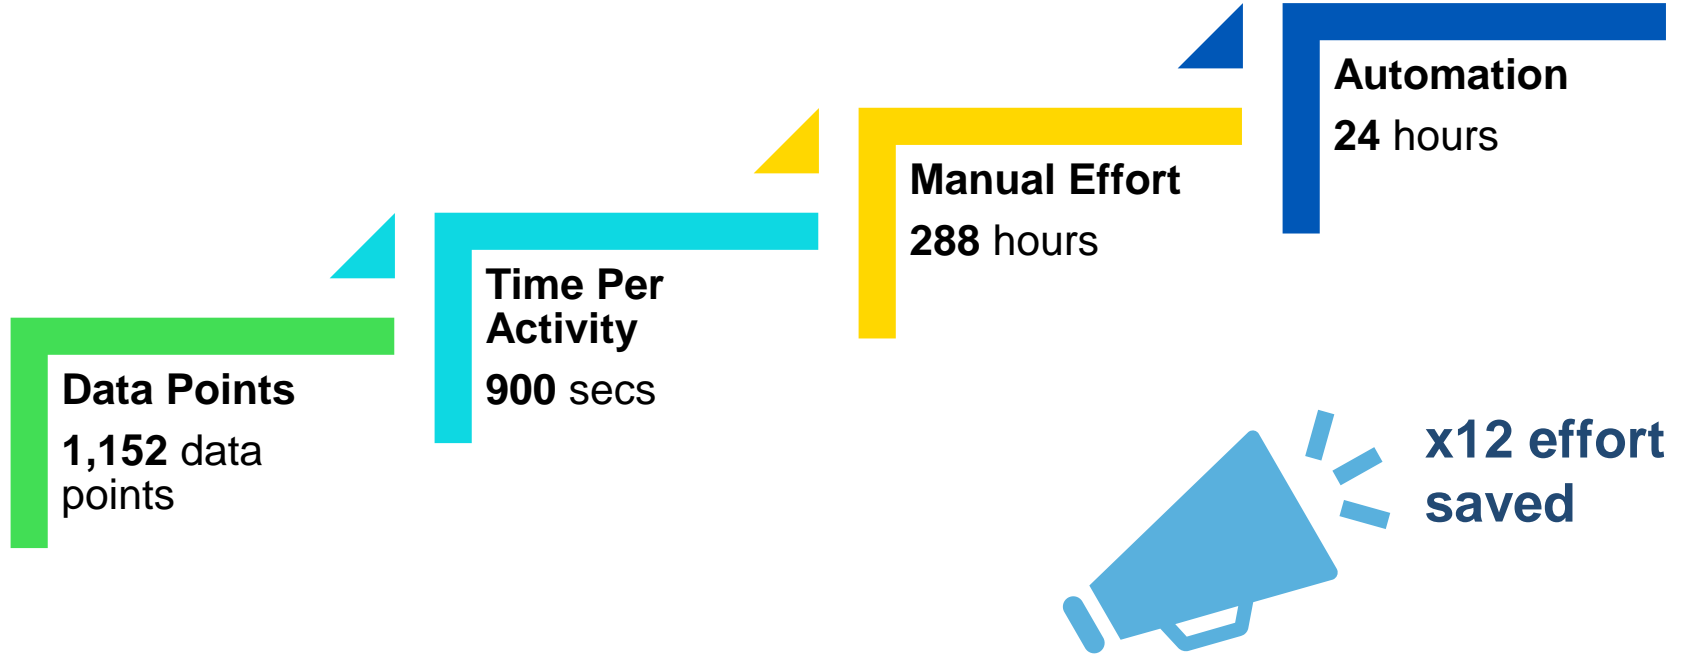 Data Points
1,152 data
points
Time Per
Activity
900 secs
Manual Effort
288 hours
Automation
24 hours
x12 effort
saved